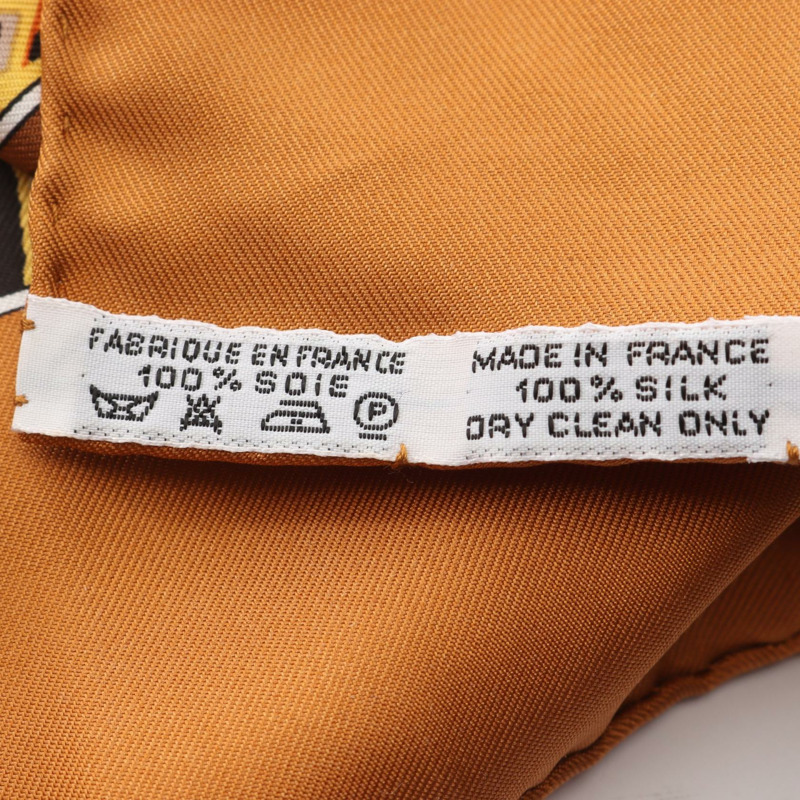 FABRIQUE EN FRANCE
100% SOIE
P
MADE IN FRANCE
100% SILK
DRY CLEAN ONLY